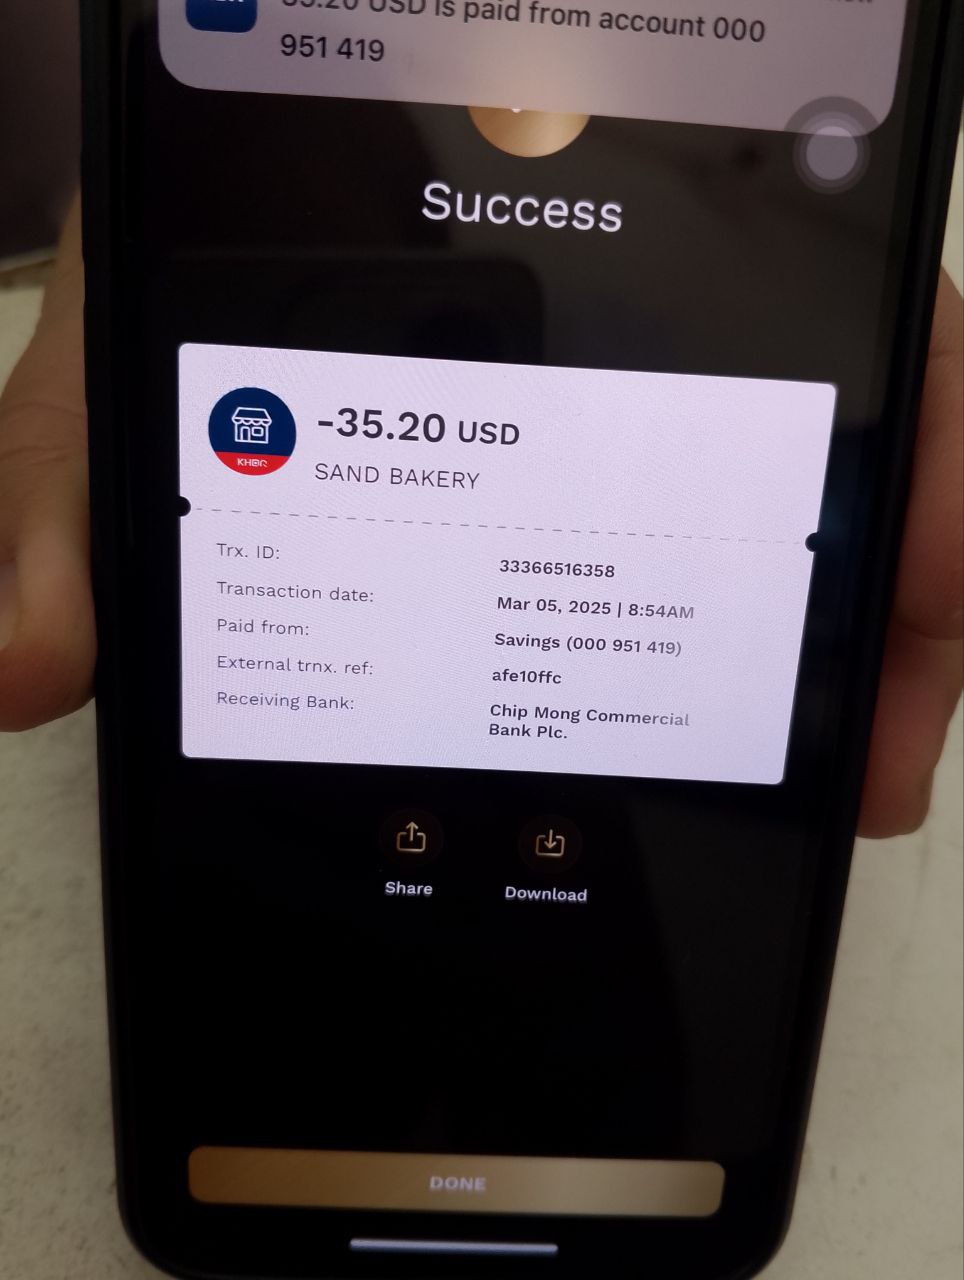 35.20 USD is paid from account 000
951 419
Success
KHQR
-35.20 USD
SAND BAKERY
Trx. ID: 33366516358
Transaction date: Mar 05, 2025 | 8:54AM
Paid from: Savings (000 951 419)
External trnx. ref: afe10ffc
Receiving Bank: Chip Mong Commercial
Bank Plc.
Share Download
DONE